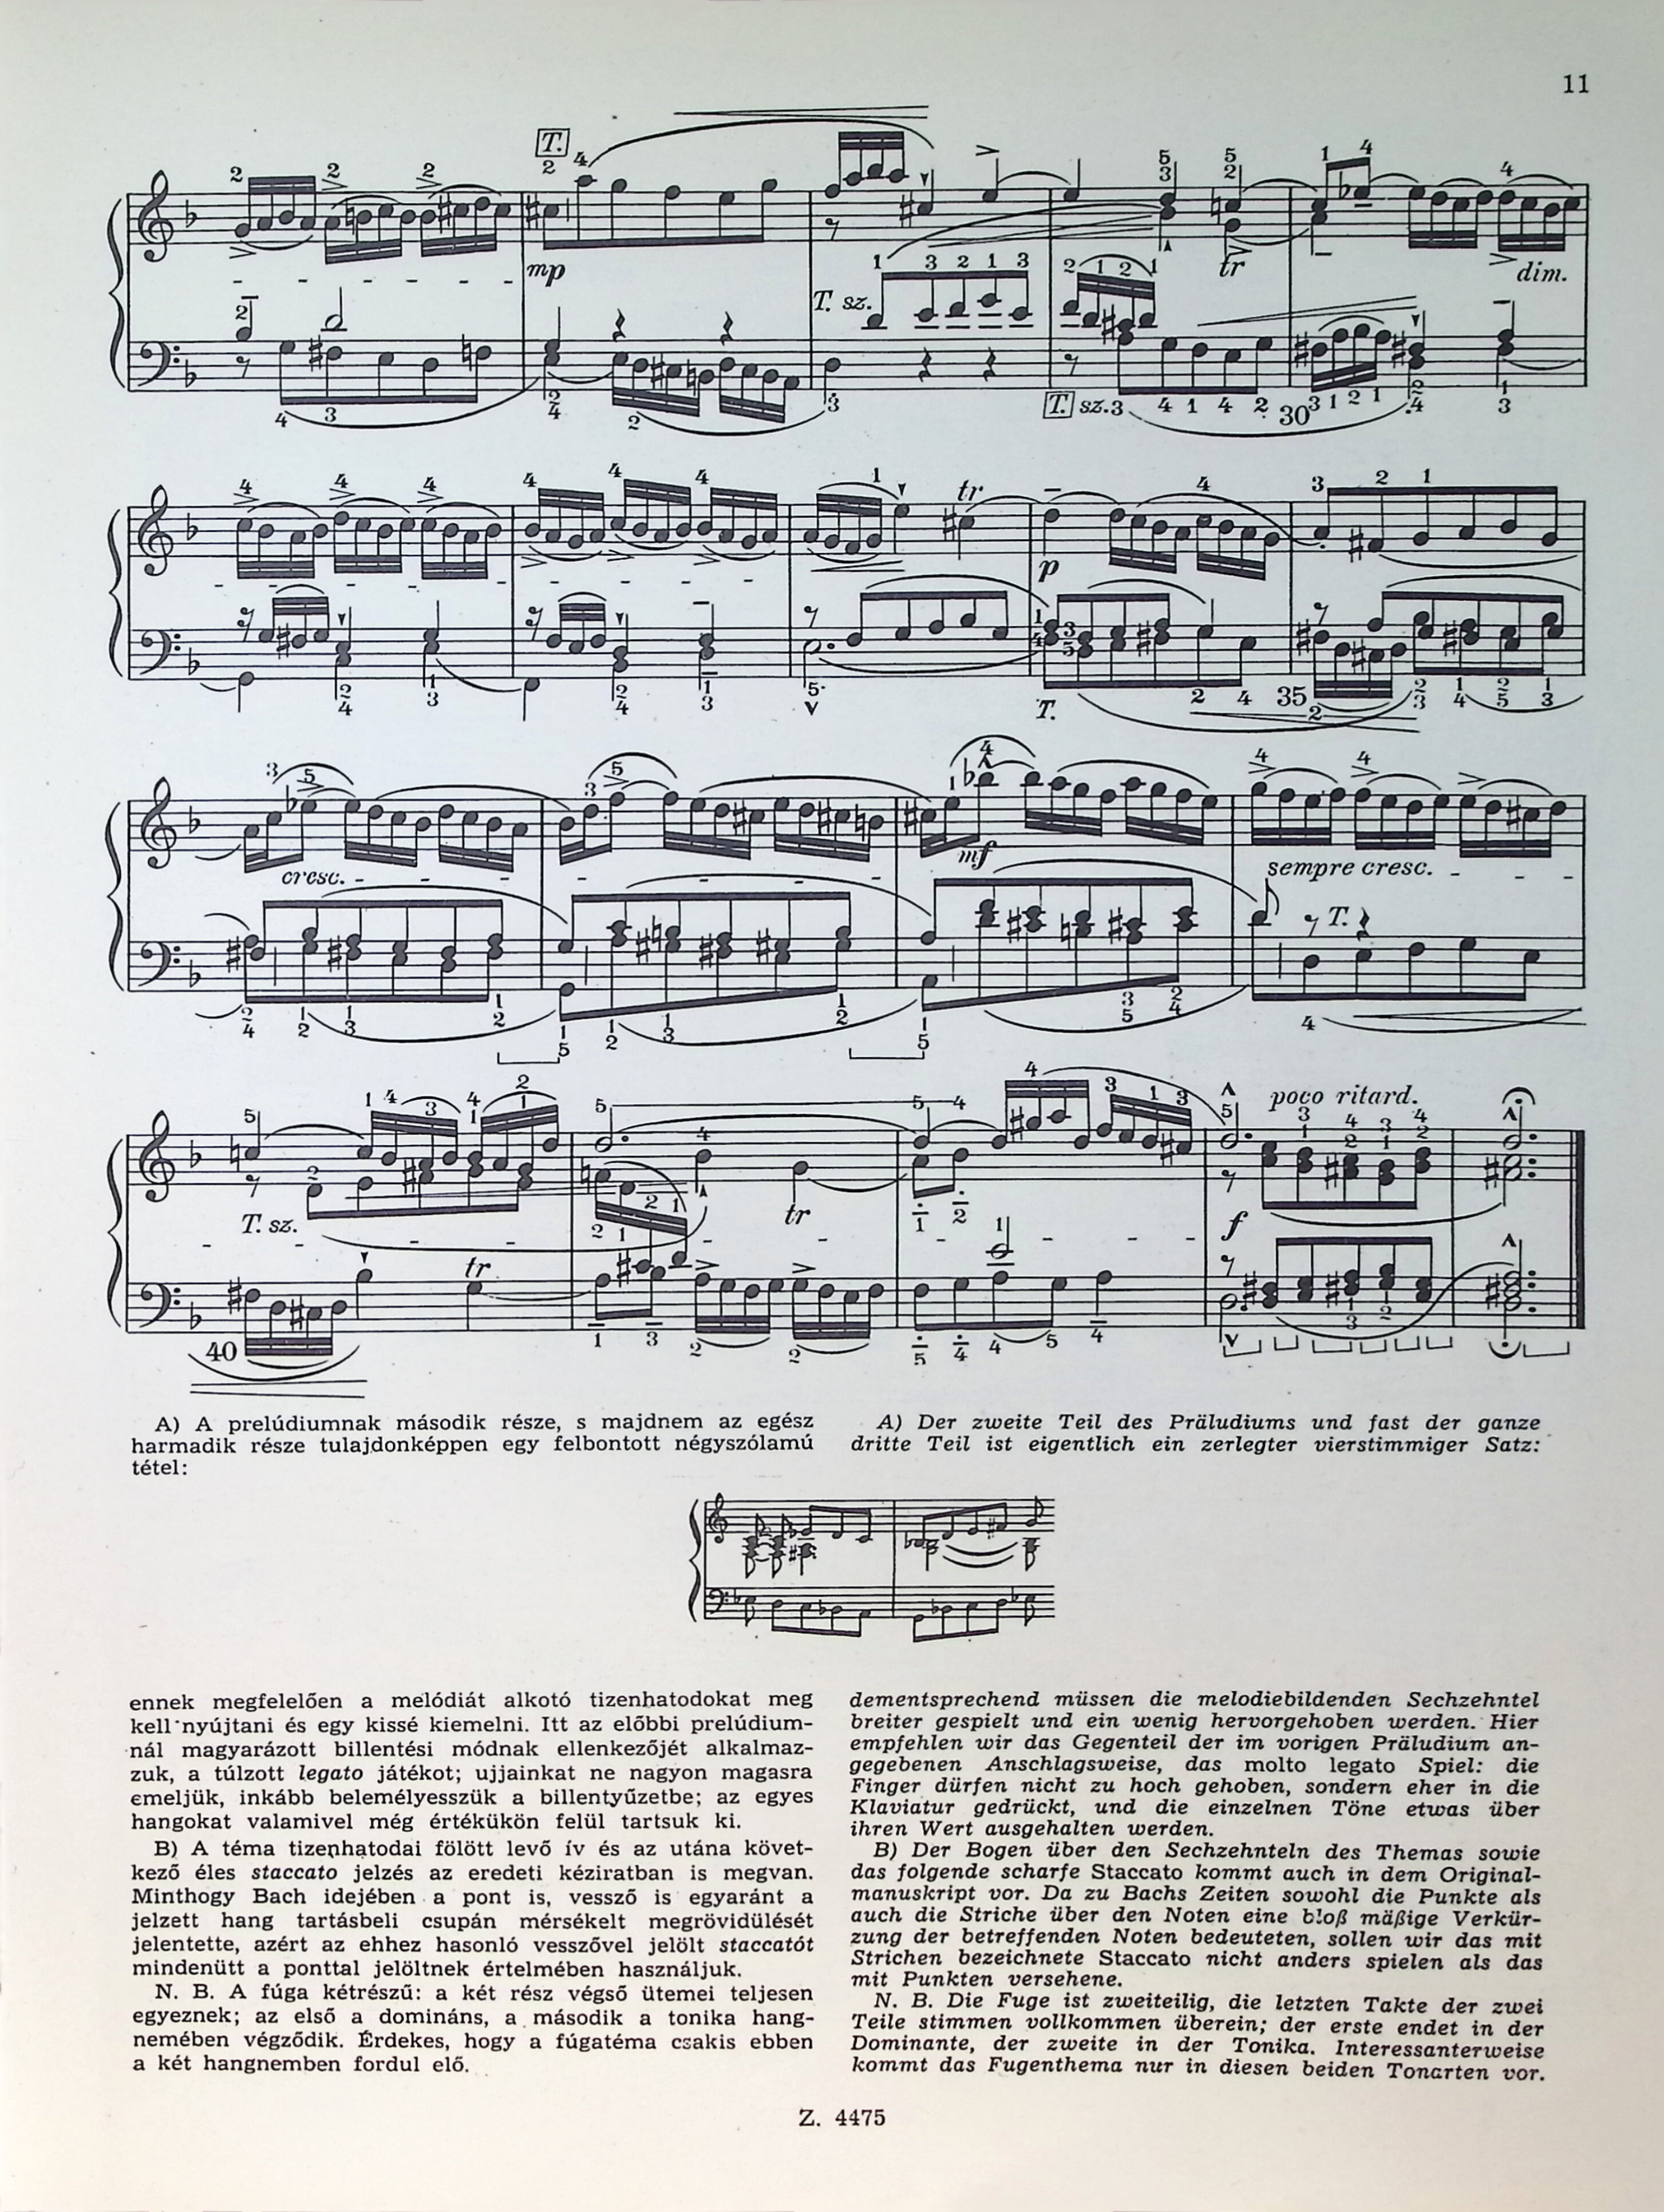 11
T.
mp
T. sz.
tr
dim.
T. sz.
30
tr
p
T.
35
cresc.
mf
sempre cresc.
T.
poco ritard.
T. sz.
tr
tr
f
40
A) A prelúdiumnak második része, s majdnem az egész
harmadik része tulajdonképpen egy felbontott négyszólamú
tétel:
A) Der zweite Teil des Präludiums und fast der ganze
dritte Teil ist eigentlich ein zerlegter vierstimmiger Satz:
ennek megfelelően a melódiát alkotó tizenhatodokat meg
kell nyújtani és egy kissé kiemelni. Itt az előbbi prelúdium-
nál magyarázott billentési módnak ellenkezőjét alkalmaz-
zuk, a túlzott legato játékot; ujjainkat ne nagyon magasra
emeljük, inkább belemélyesszük a billentyűzetbe; az egyes
hangokat valamivel még értékükön felül tartsuk ki.
B) A téma tizenhatodai fölött levő ív és az utána követ-
kező éles staccato jelzés az eredeti kéziratban is megvan.
Minthogy Bach idejében a pont is, vessző is egyaránt a
jelzett hang tartásbeli csupán mérsékelt megrövidülését
jelentette, azért az ehhez hasonló vesszővel jelölt staccatót
mindenütt a ponttal jelöltnek értelmében használjuk.
N. B. A fúga kétrészű: a két rész végső ütemei teljesen
egyeznek; az első a domináns, a második a tonika hang-
nemében végződik. Érdekes, hogy a fúgatéma csakis ebben
a két hangnemben fordul elő.
dementsprechend müssen die melodiebildenden Sechzehntel
breiter gespielt und ein wenig hervorgehoben werden. Hier
empfehlen wir das Gegenteil der im vorigen Präludium an-
gegebenen Anschlagsweise, das molto legato Spiel: die
Finger dürfen nicht zu hoch gehoben, sondern eher in die
Klaviatur gedrückt, und die einzelnen Töne etwas über
ihren Wert ausgehalten werden.
B) Der Bogen über den Sechzehnteln des Themas sowie
das folgende scharfe Staccato kommt auch in dem Original-
manuskript vor. Da zu Bachs Zeiten sowohl die Punkte als
auch die Striche über den Noten eine bloß mäßige Verkür-
zung der betreffenden Noten bedeuteten, sollen wir das mit
Strichen bezeichnete Staccato nicht anders spielen als das
mit Punkten versehene.
N. B. Die Fuge ist zweiteilig, die letzten Takte der zwei
Teile stimmen vollkommen überein; der erste endet in der
Dominante, der zweite in der Tonika. Interessanterweise
kommt das Fugenthema nur in diesen beiden Tonarten vor.
Z. 4475